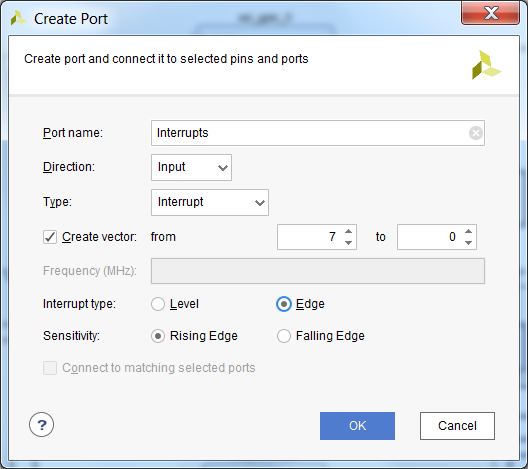 Create Port
Create port and connect it to selected pins and ports
Port name: Interrupts
Direction: Input
Type: Interrupt
Create vector: from 7 to 0
Frequency (MHz):
Interrupt type: Level Edge
Sensitivity: Rising Edge Falling Edge
Connect to matching selected ports
? OK Cancel